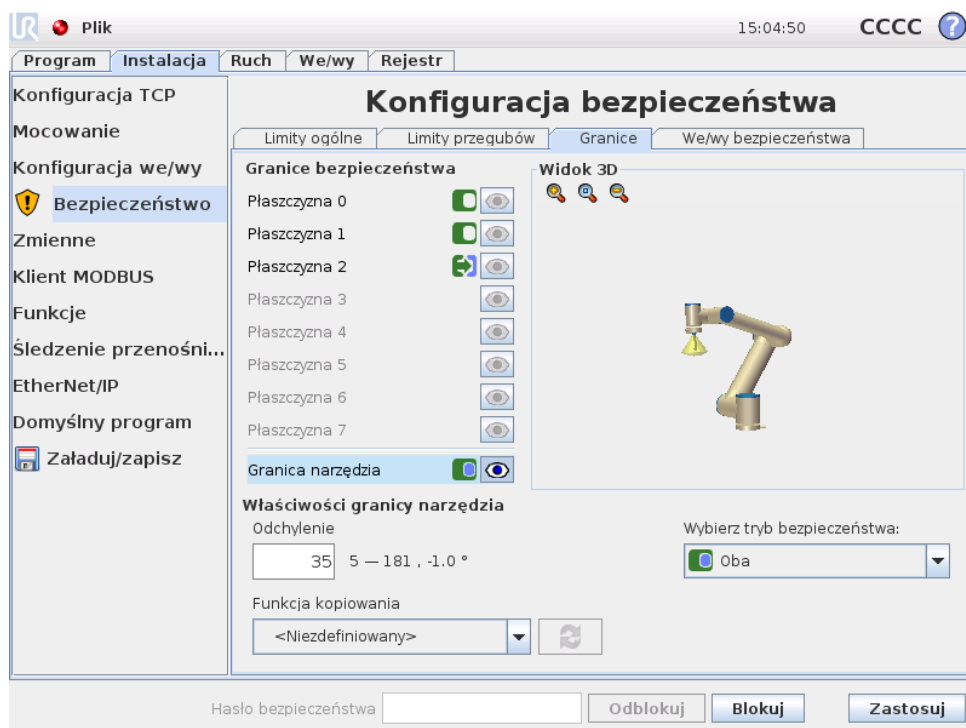 UR Plik 15:04:50 CCCC ?
Program Instalacja Ruch We/wy Rejestr
Konfiguracja TCP
Mocowanie
Konfiguracja we/wy
Bezpieczeństwo
Zmienne
Klient MODBUS
Funkcje
Śledzenie przenośni...
EtherNet/IP
Domyślny program
Załaduj/zapisz
Konfiguracja bezpieczeństwa
Limity ogólne Limity przegubów Granice We/wy bezpieczeństwa
Granice bezpieczeństwa
Płaszczyzna 0
Płaszczyzna 1
Płaszczyzna 2
Płaszczyzna 3
Płaszczyzna 4
Płaszczyzna 5
Płaszczyzna 6
Płaszczyzna 7
Granica narzędzia
Widok 3D
Właściwości granicy narzędzia
Odchylenie
35 5 — 181 , -1.0 °
Wybierz tryb bezpieczeństwa:
Oba
Funkcja kopiowania
<Niezdefiniowany>
Hasło bezpieczeństwa Odblokuj Blokuj Zastosuj